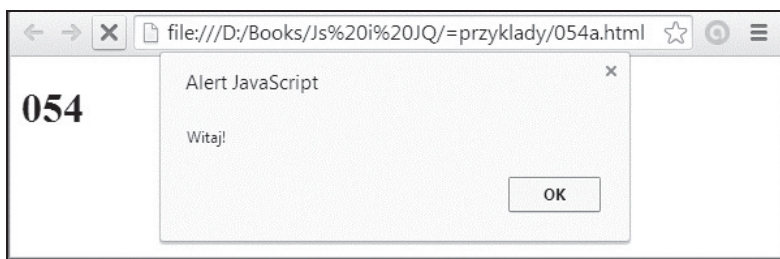 file:///D:/Books/Js%20i%20JQ/=przyklady/054a.html
Alert JavaScript
054
Witaj!
OK